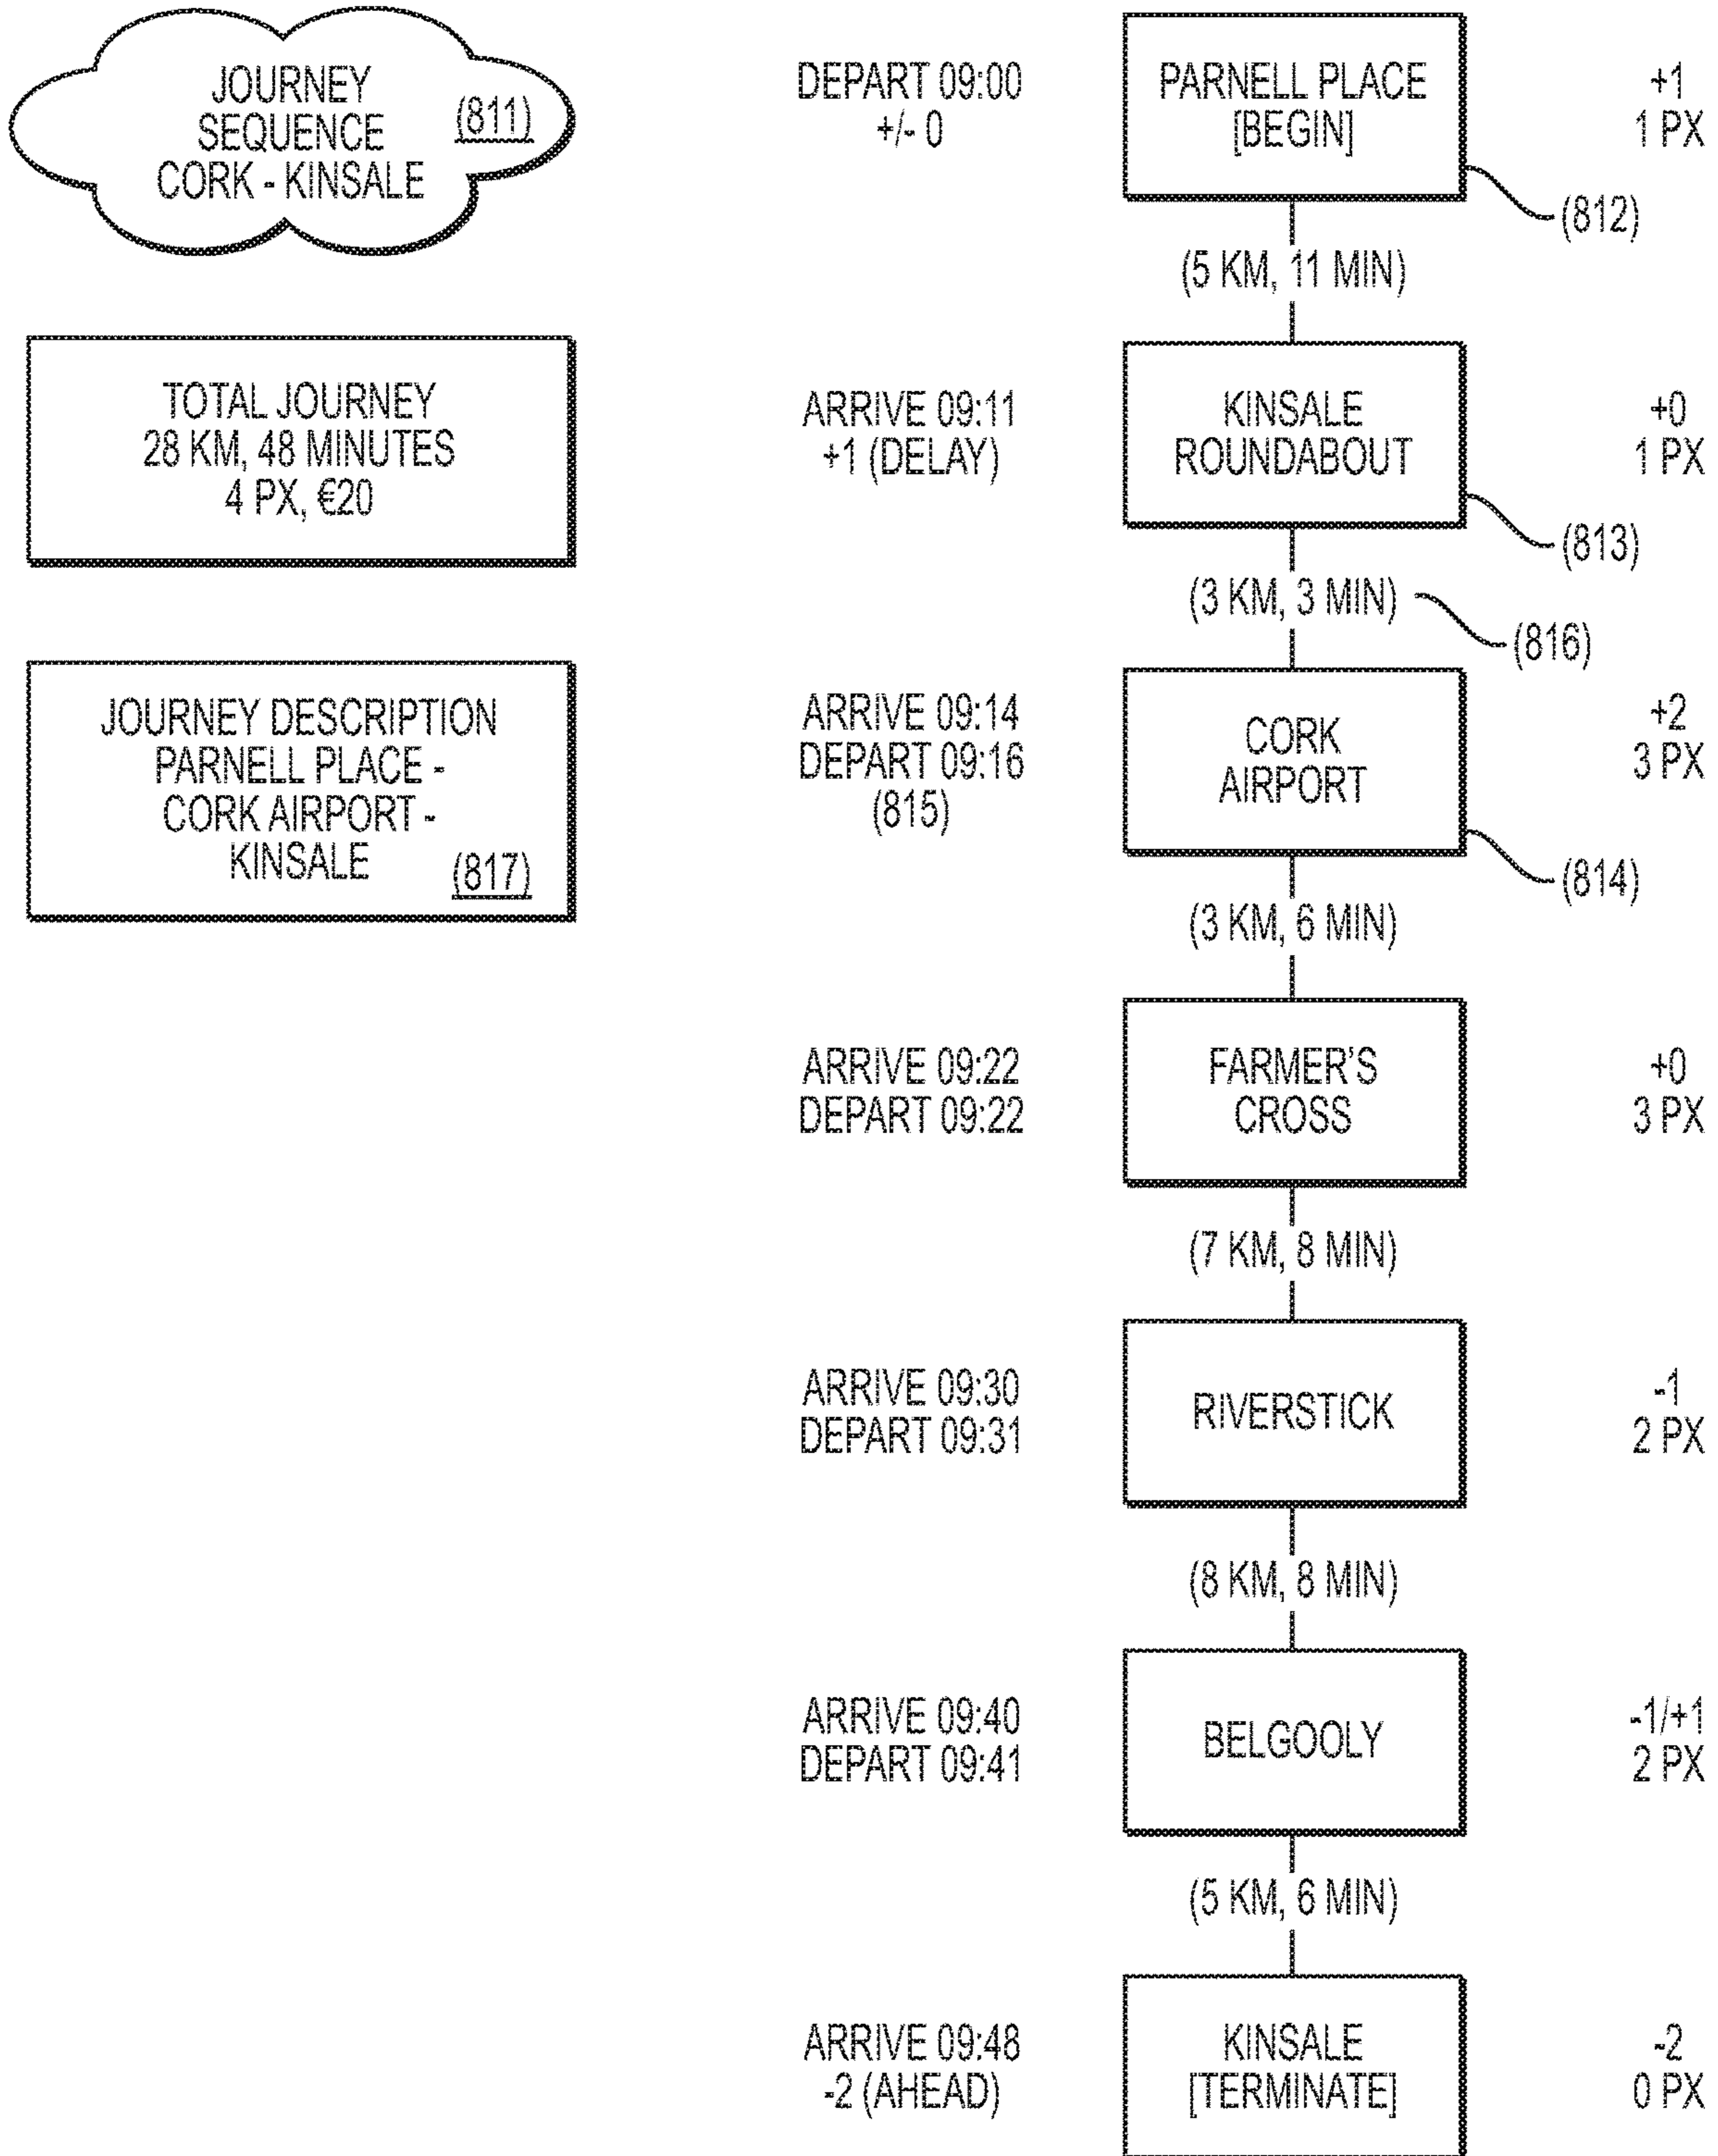 JOURNEY
SEQUENCE
CORK - KINSALE
(811)
TOTAL JOURNEY
28 KM, 48 MINUTES
4 PX, €20
JOURNEY DESCRIPTION
PARNELL PLACE -
CORK AIRPORT -
KINSALE
(817)
DEPART 09:00
+/- 0
PARNELL PLACE
[BEGIN]
+1
1 PX
(812)
(5 KM, 11 MIN)
ARRIVE 09:11
+1 (DELAY)
KINSALE
ROUNDABOUT
+0
1 PX
(813)
(3 KM, 3 MIN)
(816)
ARRIVE 09:14
DEPART 09:16
(815)
CORK
AIRPORT
+2
3 PX
(814)
(3 KM, 6 MIN)
ARRIVE 09:22
DEPART 09:22
FARMER'S
CROSS
+0
3 PX
(7 KM, 8 MIN)
ARRIVE 09:30
DEPART 09:31
RIVERSTICK
-1
2 PX
(8 KM, 8 MIN)
ARRIVE 09:40
DEPART 09:41
BELGOOLY
-1/+1
2 PX
(5 KM, 6 MIN)
ARRIVE 09:48
-2 (AHEAD)
KINSALE
[TERMINATE]
-2
0 PX